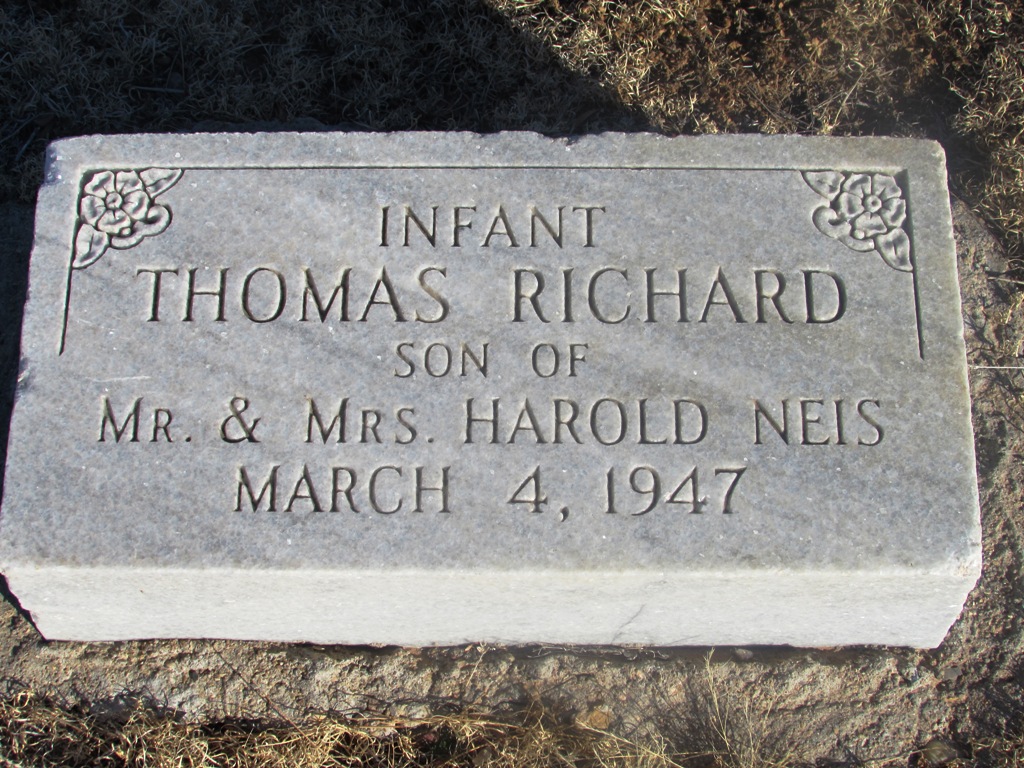 INFANT
THOMAS RICHARD
SON OF
MR. & MRS. HAROLD NEIS
MARCH 4, 1947